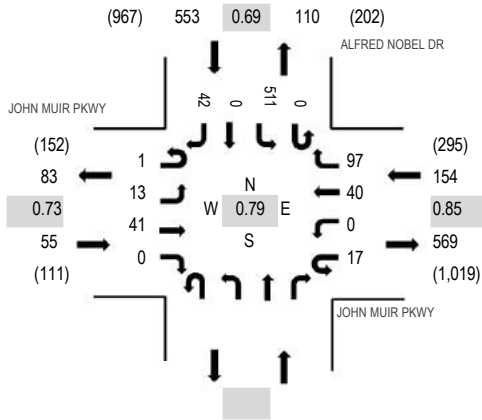 (967) 553 0.69 110 (202)
ALFRED NOBEL DR
42 0 511 0
JOHN MUIR PKWY
(152) (295)
83 1 97 154
13 N 40
0.73 W 0.79 E 0.85
41 0
55 S 569
0 17
(111) (1,019)
JOHN MUIR PKWY